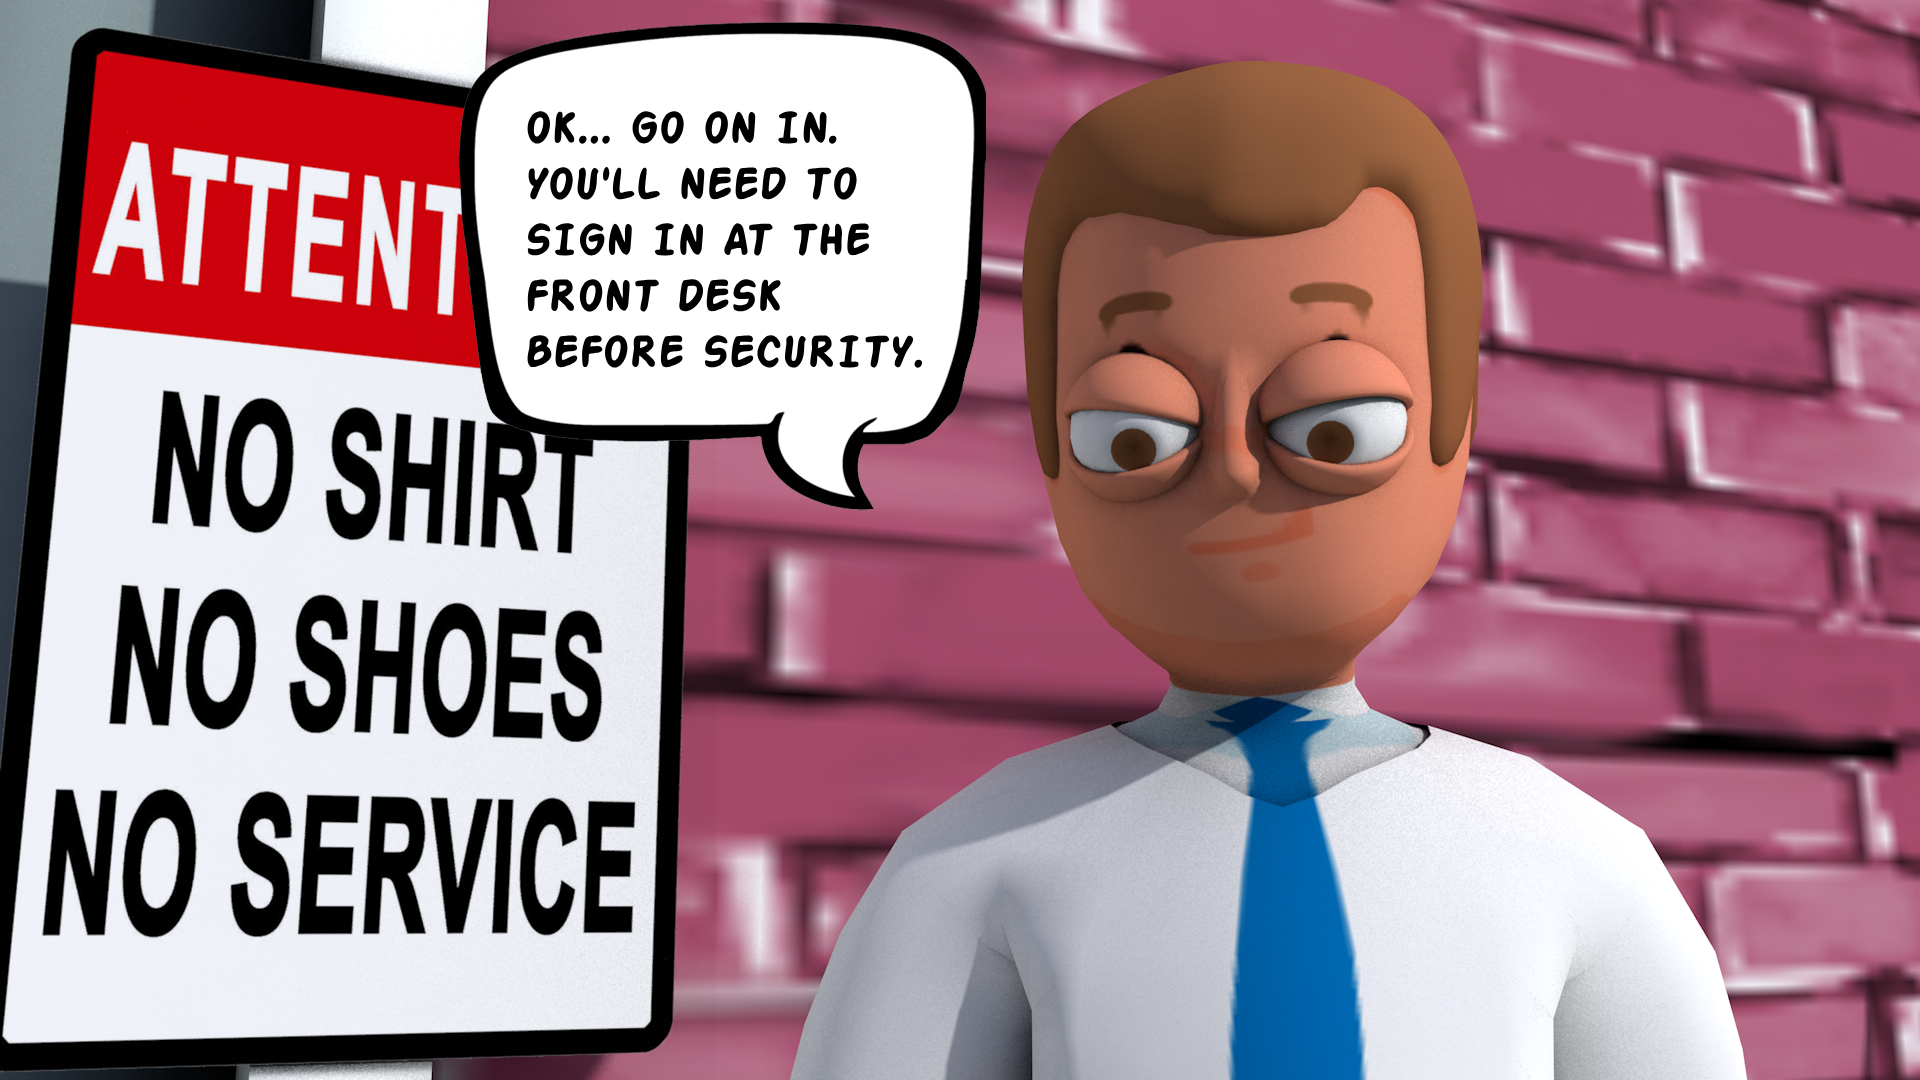 ATTENT
NO SHIRT
NO SHOES
NO SERVICE
OK... GO ON IN.
YOU'LL NEED TO
SIGN IN AT THE
FRONT DESK
BEFORE SECURITY.